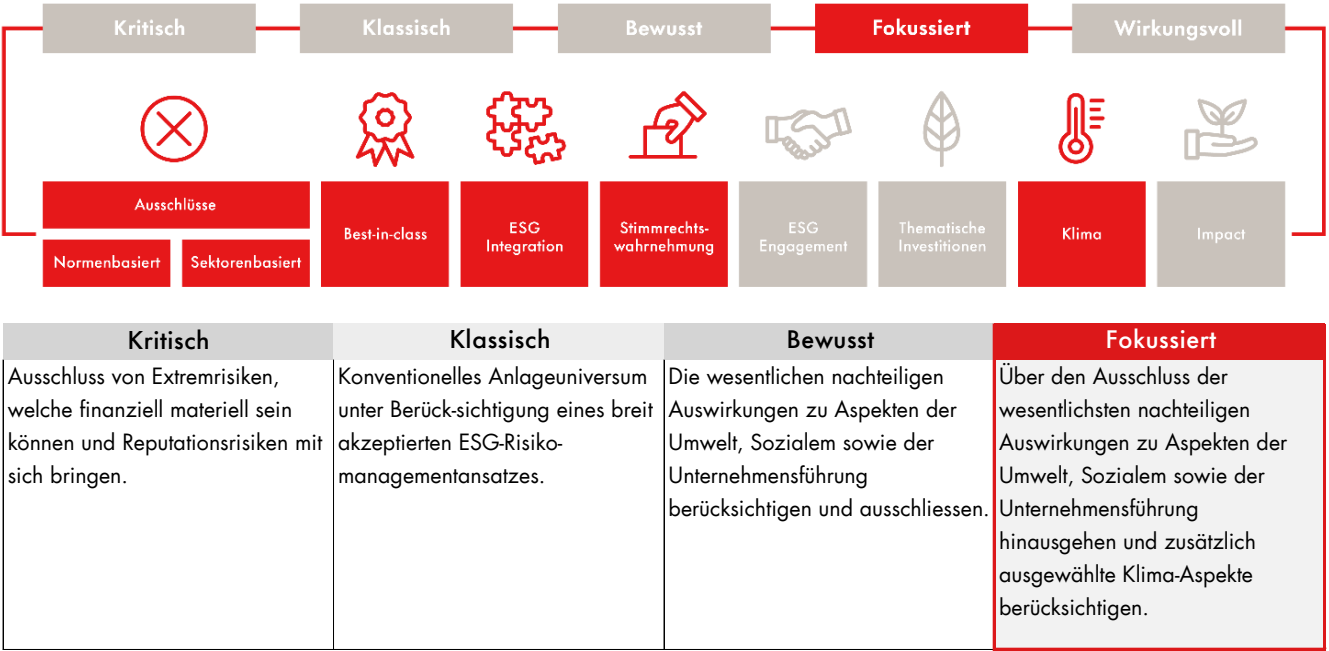 Kritisch
Klassisch
Bewusst
Fokussiert
Wirkungsvoll
Ausschlüsse
Normenbasiert
Sektorenbasiert
Best-in-class
ESG
Integration
Stimmrechts-
wahrnehmung
ESG
Engagement
Thematische
Investitionen
Klima
Impact
Kritisch
Ausschluss von Extremrisiken,
welche finanziell materiell sein
können und Reputationsrisiken mit
sich bringen.
Klassisch
Konventionelles Anlageuniversum
unter Berück-sichtigung eines breit
akzeptierten ESG-Risiko-
managementansatzes.
Bewusst
Die wesentlichen nachteiligen
Auswirkungen zu Aspekten der
Umwelt, Sozialem sowie der
Unternehmensführung
berücksichtigen und ausschliessen.
Fokussiert
Über den Ausschluss der
wesentlichsten nachteiligen
Auswirkungen zu Aspekten der
Umwelt, Sozialem sowie der
Unternehmensführung
hinausgehen und zusätzlich
ausgewählte Klima-Aspekte
berücksichtigen.